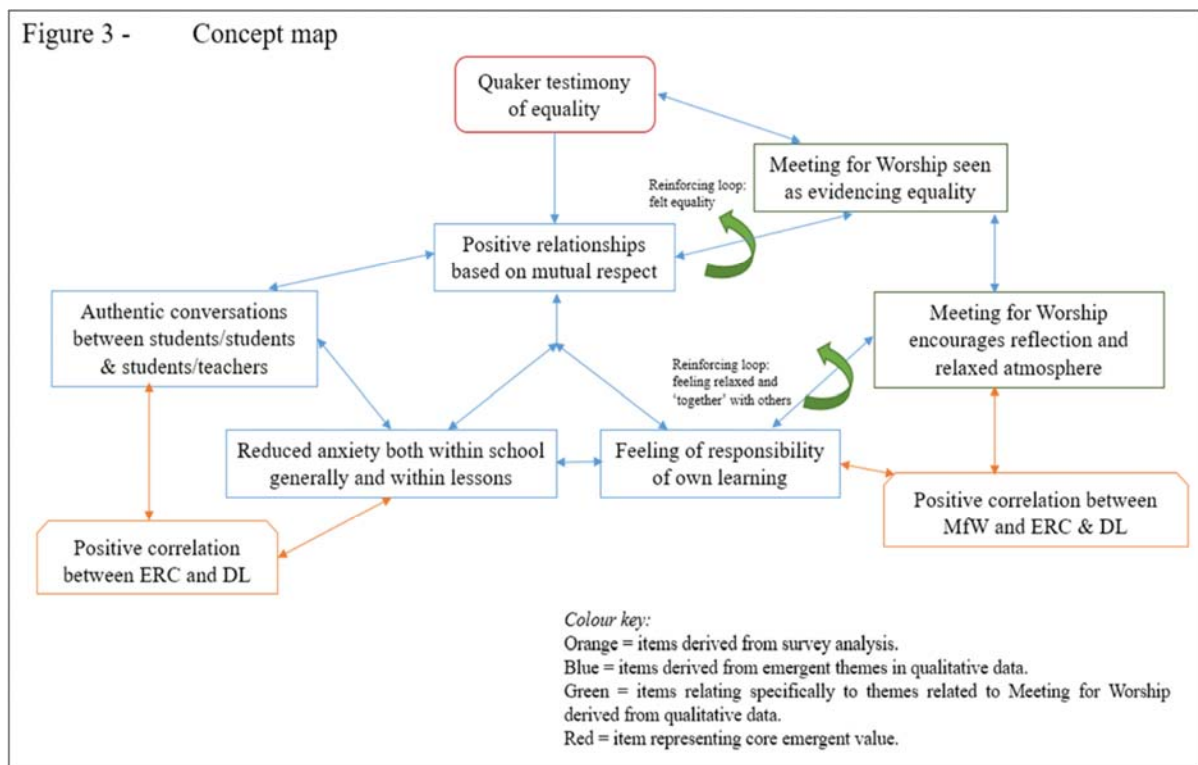 Figure 3 - Concept map
Quaker testimony
of equality
Meeting for Worship seen
as evidencing equality
Reinforcing loop:
felt equality
Positive relationships
based on mutual respect
Authentic conversations
between students/students
& students/teachers
Meeting for Worship
encourages reflection and
relaxed atmosphere
Reinforcing loop:
feeling relaxed and
‘together’ with others
Reduced anxiety both within school
generally and within lessons
Feeling of responsibility
of own learning
Positive correlation
between ERC and DL
Positive correlation between
MfW and ERC & DL
Colour key:
Orange = items derived from survey analysis.
Blue = items derived from emergent themes in qualitative data.
Green = items relating specifically to themes related to Meeting for Worship
derived from qualitative data.
Red = item representing core emergent value.